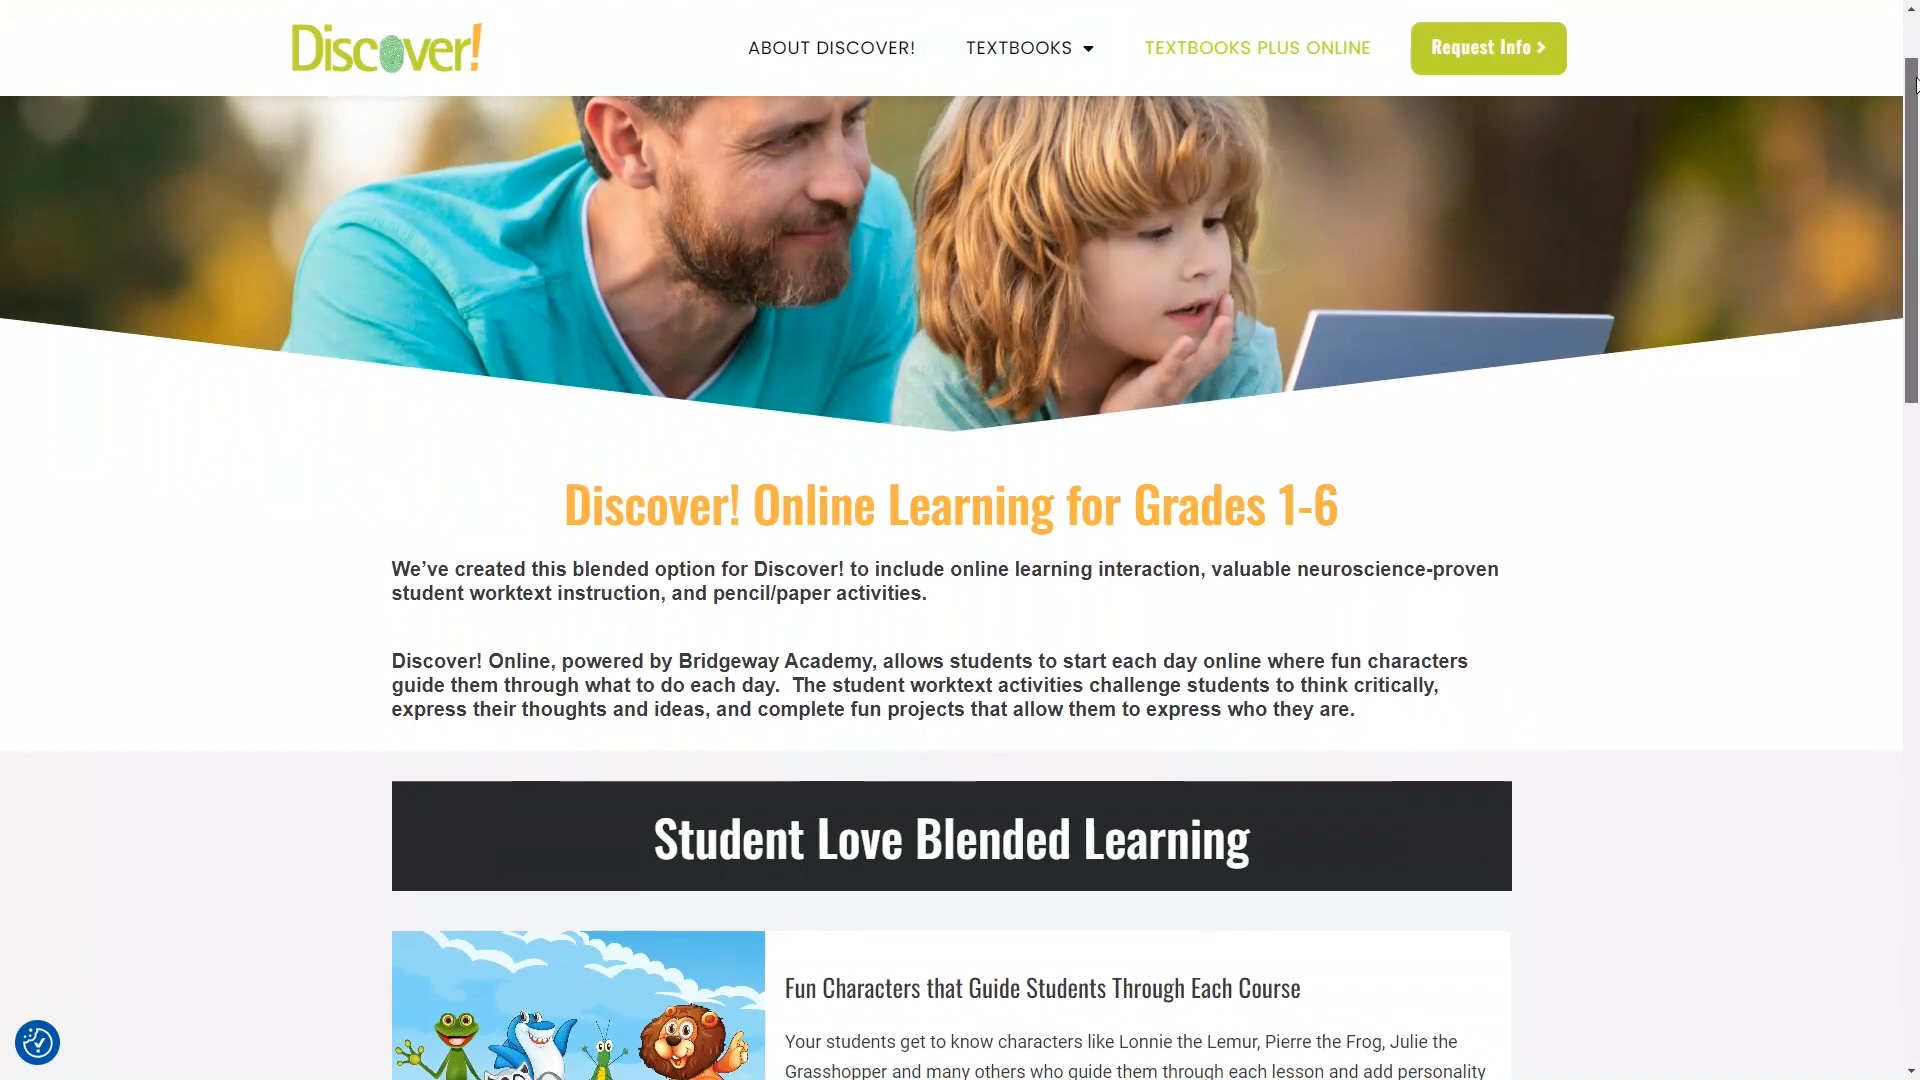 Discover!
ABOUT DISCOVER!
TEXTBOOKS
TEXTBOOKS PLUS ONLINE
Request Info
Discover! Online Learning for Grades 1-6
We’ve created this blended option for Discover! to include online learning interaction, valuable neuroscience-proven
student worktext instruction, and pencil/paper activities.
Discover! Online, powered by Bridgeway Academy, allows students to start each day online where fun characters
guide them through what to do each day.  The student worktext activities challenge students to think critically,
express their thoughts and ideas, and complete fun projects that allow them to express who they are.
Student Love Blended Learning
Fun Characters that Guide Students Through Each Course
Your students get to know characters like Lonnie the Lemur, Pierre the Frog, Julie the
Grasshopper and many others who guide them through each lesson and add personality